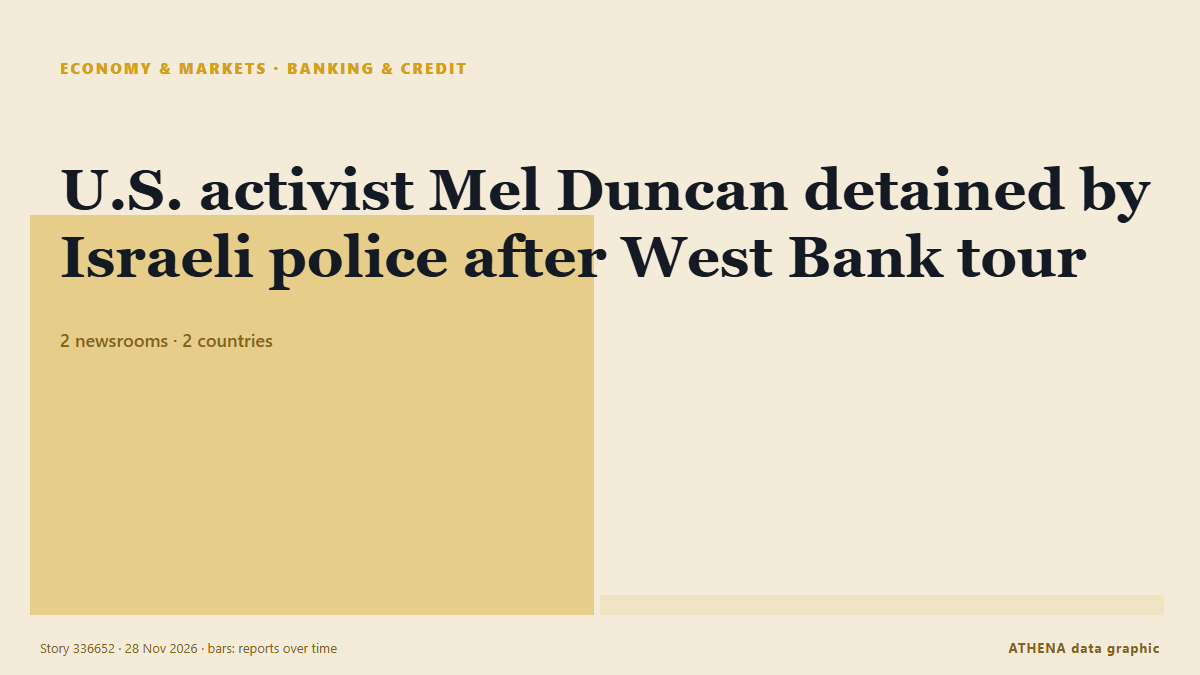 ECONOMY & MARKETS · BANKING & CREDIT
U.S. activist Mel Duncan detained by
Israeli police after West Bank tour
2 newsrooms · 2 countries
Story 336652 · 28 Nov 2026 · bars: reports over time
ATHENA data graphic